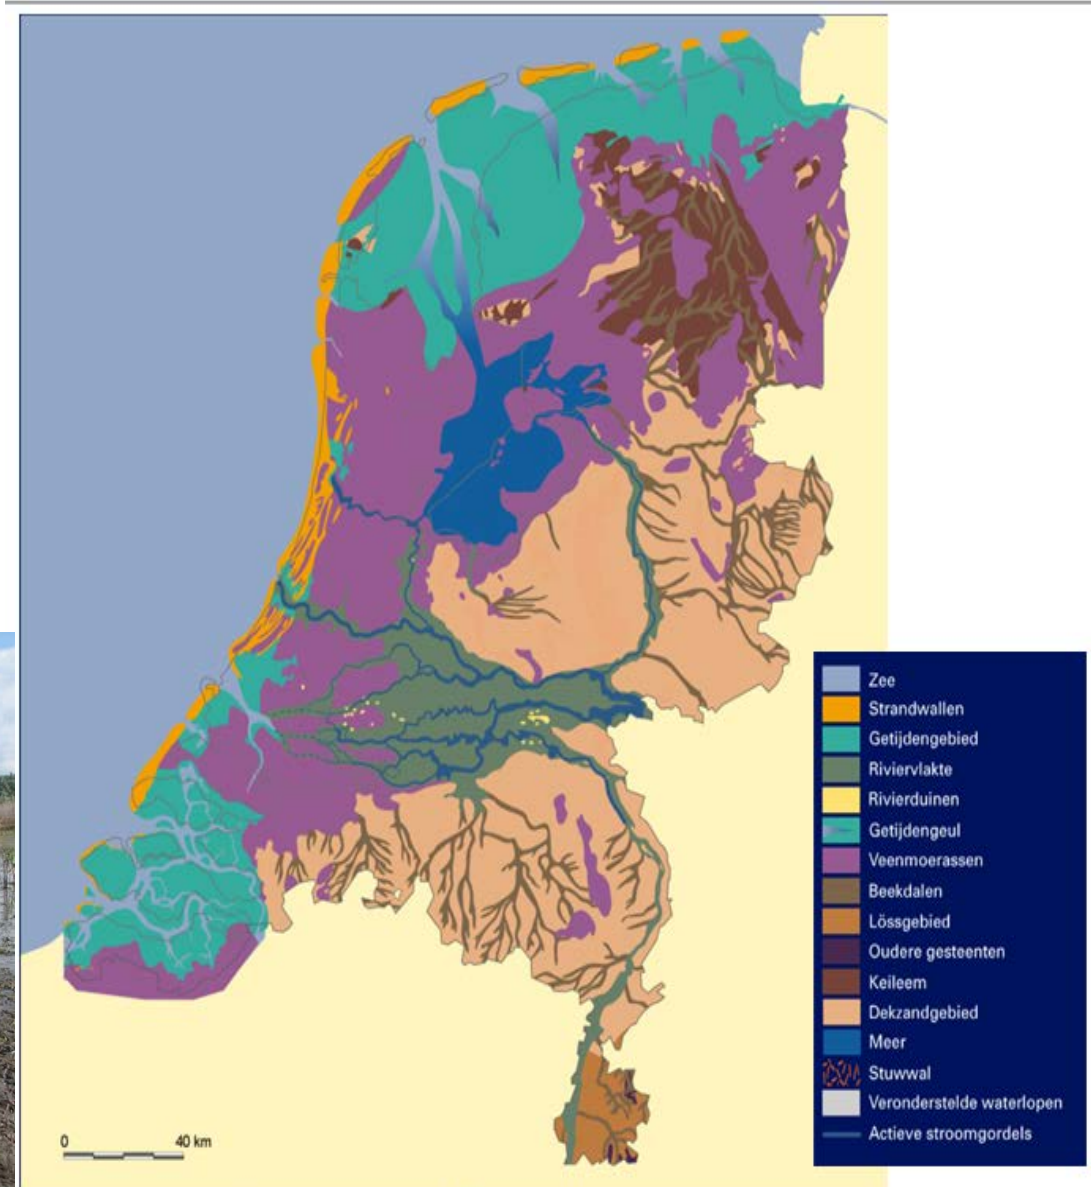 Zee
Strandwallen
Getijdengebied
Riviervlakte
Rivierduinen
Getijdengeul
Veenmoerassen
Beekdalen
Lössgebied
Oudere gesteenten
Keileem
Dekzandgebied
Meer
Stuwwal
Veronderstelde waterlopen
Actieve stroomgordels
0 40 km